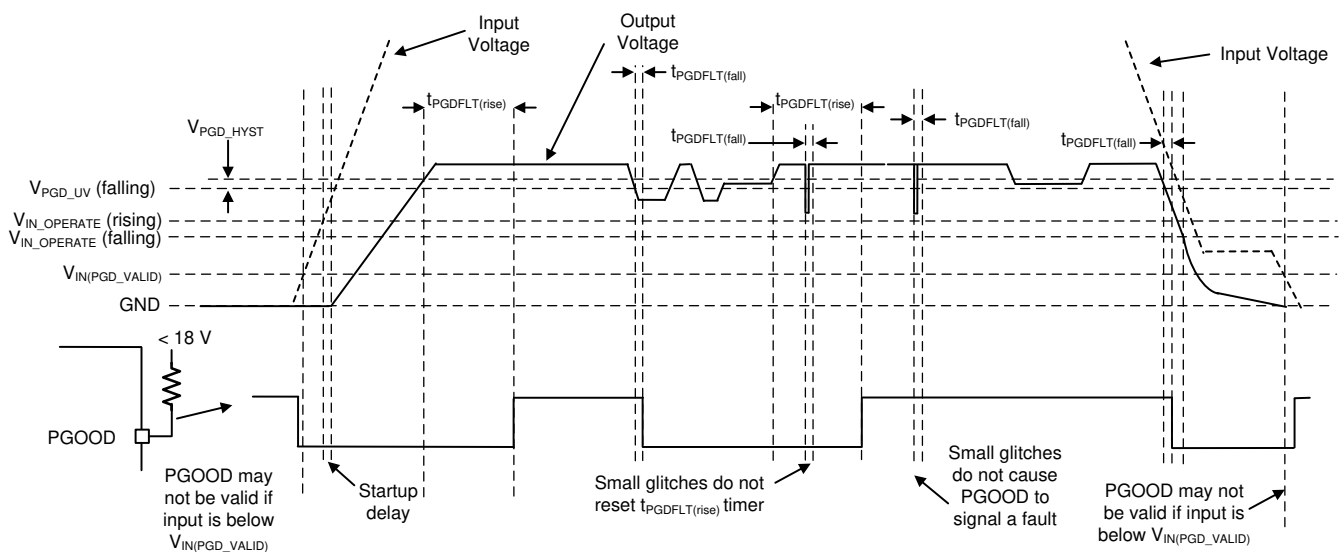 Input
Voltage
Output
Voltage
Input Voltage
tPGDFLT(fall)
tPGDFLT(rise)
tPGDFLT(rise)
tPGDFLT(fall)
tPGDFLT(fall)
tPGDFLT(fall)
VPGD_HYST
VPGD_UV (falling)
VIN_OPERATE (rising)
VIN_OPERATE (falling)
VIN(PGD_VALID)
GND
< 18 V
PGOOD
PGOOD may
not be valid if
input is below
VIN(PGD_VALID)
Startup
delay
Small glitches do not
reset tPGDFLT(rise) timer
Small glitches
do not cause
PGOOD to
signal a fault
PGOOD may not
be valid if input is
below VIN(PGD_VALID)